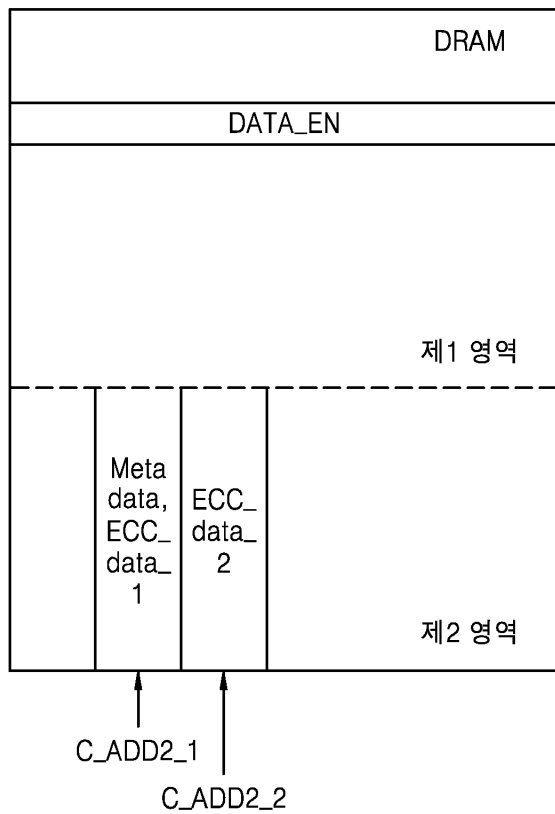 DRAM
DATA_EN
제1 영역
Meta
data,
ECC_
data_
1
ECC_
data_
2
제2 영역
C_ADD2_1
C_ADD2_2